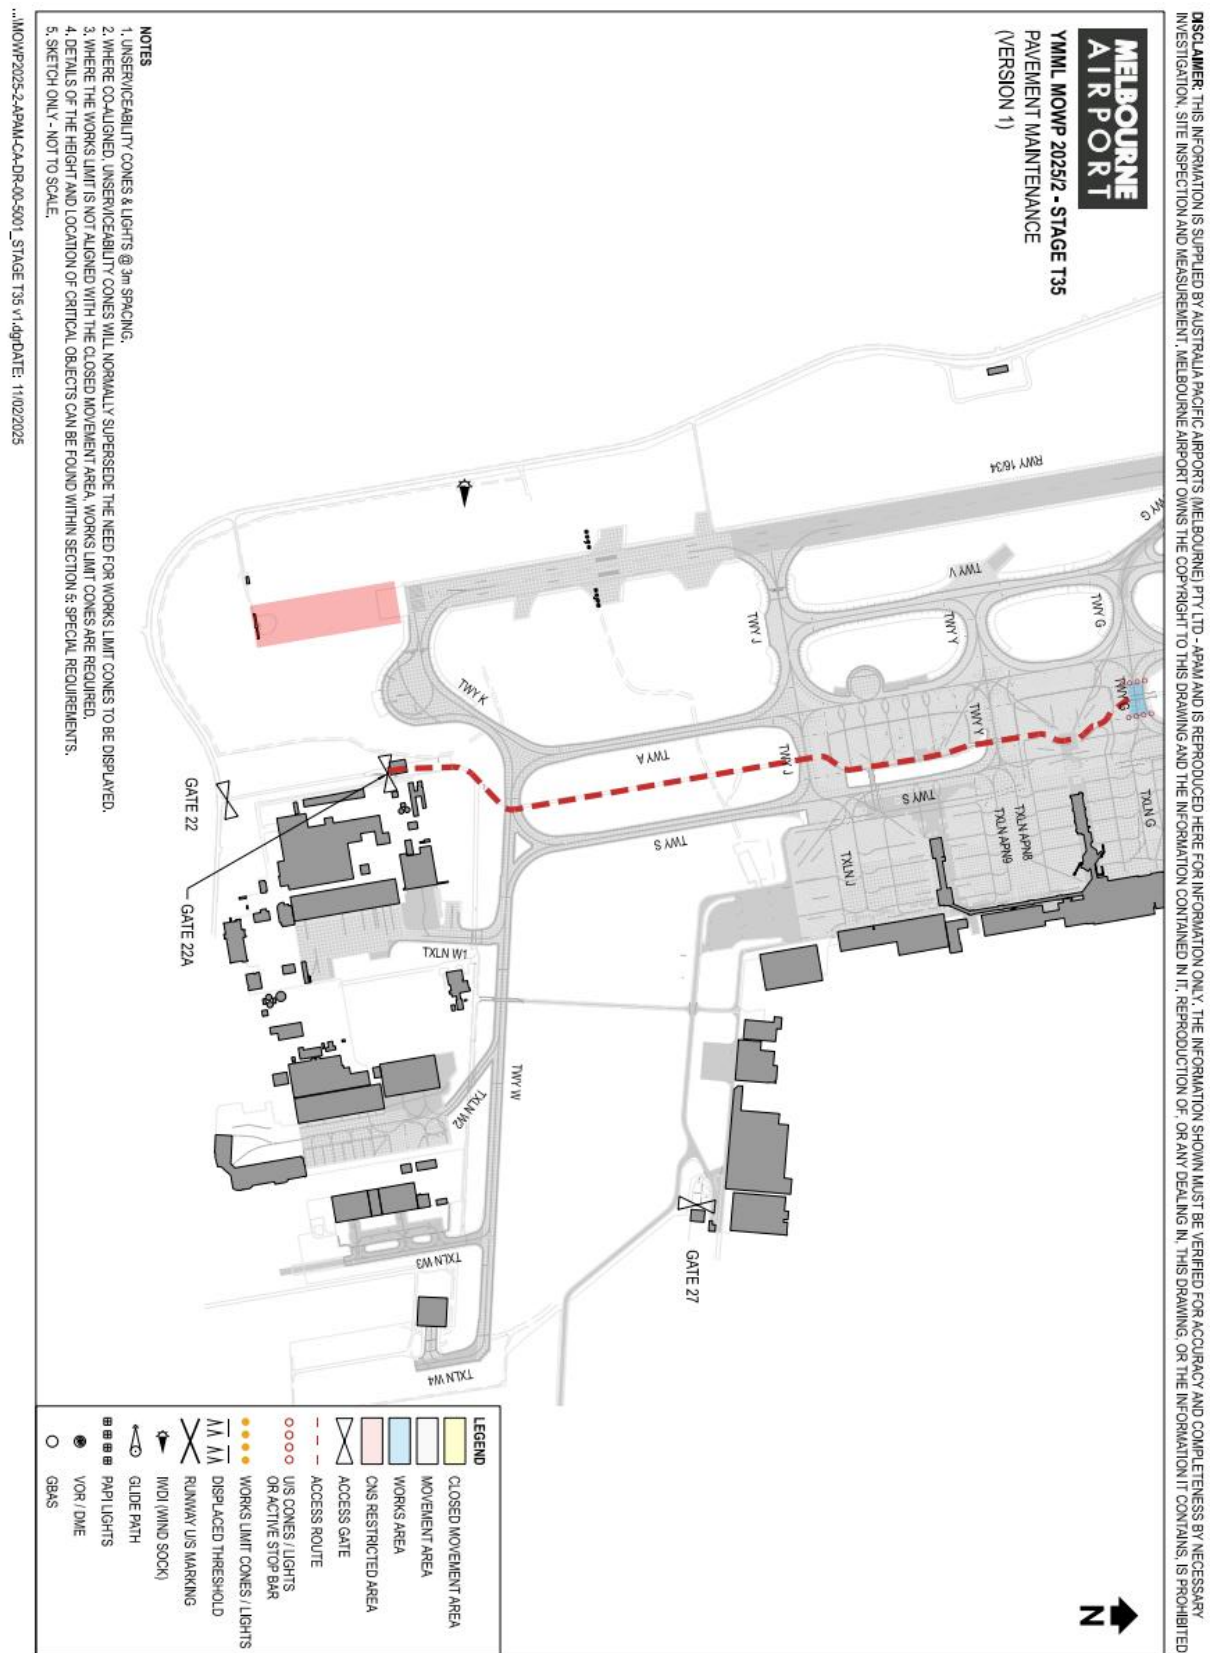 DISCLAIMER: THIS INFORMATION IS SUPPLIED BY AUSTRALIA PACIFIC AIRPORTS (MELBOURNE) PTY LTD - APAM AND IS REPRODUCED HERE FOR INFORMATION ONLY. THE INFORMATION SHOWN MUST BE VERIFIED FOR ACCURACY AND COMPLETENESS BY NECESSARY
INVESTIGATION, SITE INSPECTION AND MEASUREMENT. MELBOURNE AIRPORT OWNS THE COPYRIGHT TO THIS DRAWING AND THE INFORMATION CONTAINED IN IT. REPRODUCTION OF, OR ANY DEALING IN, THIS DRAWING, OR THE INFORMATION IT CONTAINS, IS PROHIBITED
MELBOURNE
AIRPORT
YMML MOWP 2025/2 - STAGE T35
PAVEMENT MAINTENANCE
(VERSION 1)
N
RWY 16/34
TWY G
TWY V
TWY G
TWY Y
TWY J
TWY G
TWY K
TWY Y
TWY A
TWY J
TXLN G
TWY S
TXLN APN8
TXLN APN9
TWY S
TXLN J
GATE 22
GATE 22A
TXLN W1
TWY W
TXLN W2
GATE 27
TXLN W3
TXLN W4
NOTES
1. UNSERVICEABILITY CONES & LIGHTS @ 3m SPACING.
2. WHERE CO-ALIGNED, UNSERVICEABILITY CONES WILL NORMALLY SUPERSEDE THE NEED FOR WORKS LIMIT CONES TO BE DISPLAYED.
3. WHERE THE WORKS LIMIT IS NOT ALIGNED WITH THE CLOSED MOVEMENT AREA, WORKS LIMIT CONES ARE REQUIRED.
4. DETAILS OF THE HEIGHT AND LOCATION OF CRITICAL OBJECTS CAN BE FOUND WITHIN SECTION 5: SPECIAL REQUIREMENTS.
5. SKETCH ONLY - NOT TO SCALE.
LEGEND
CLOSED MOVEMENT AREA
MOVEMENT AREA
WORKS AREA
CNS RESTRICTED AREA
ACCESS GATE
ACCESS ROUTE
U/S CONES / LIGHTS
OR ACTIVE STOP BAR
WORKS LIMIT CONES / LIGHTS
DISPLACED THRESHOLD
RUNWAY U/S MARKING
IWDI (WIND SOCK)
GLIDE PATH
PAPI LIGHTS
VOR / DME
GBAS
...\MOWP2025-2-APAM-CA-DR-00-5001_STAGE T35 v1.dgnDATE: 11/02/2025